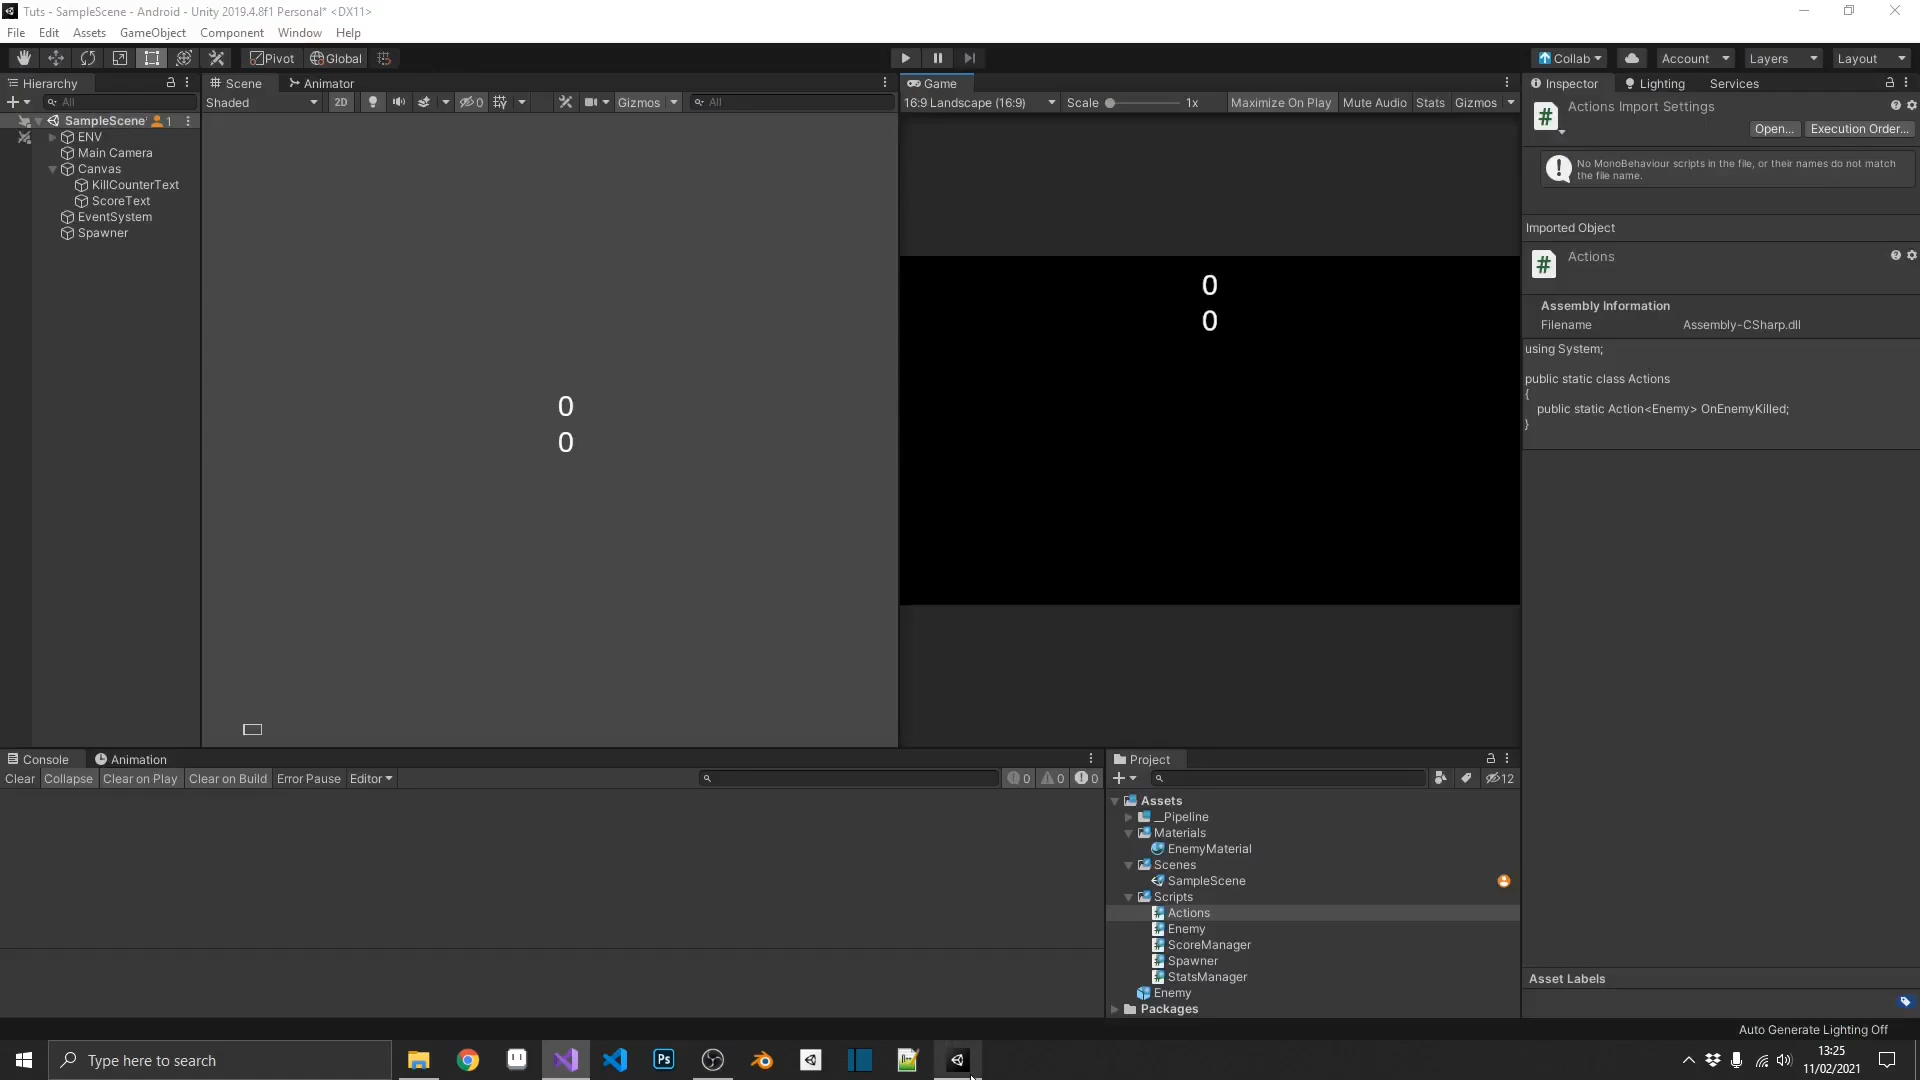 Tuts - SampleScene - Android - Unity 2019.4.8f1 Personal* <DX11>
File Edit Assets GameObject Component Window Help
Pivot Global Collab Account Layers Layout
Hierarchy Scene Animator Game Inspector Lighting Services
All Shaded 2D 0 Gizmos All 16:9 Landscape (16:9) Scale 1x Maximize On Play Mute Audio Stats Gizmos
SampleScene* 1
ENV
Main Camera
Canvas
KillCounterText
ScoreText
EventSystem
Spawner
0
0
0
0
# Actions Import Settings
Open... Execution Order...
No MonoBehaviour scripts in the file, or their names do not match
the file name.
Imported Object
# Actions
Assembly Information
Filename Assembly-CSharp.dll
using System;
public static class Actions
{
public static Action<Enemy> OnEnemyKilled;
}
Asset Labels
Console Animation
Clear Collapse Clear on Play Clear on Build Error Pause Editor 0 0 0
Project
12
Assets
__Pipeline
Materials
EnemyMaterial
Scenes
SampleScene
Scripts
Actions
Enemy
ScoreManager
Spawner
StatsManager
Enemy
Packages
Auto Generate Lighting Off
Type here to search
Ps
13:25
11/02/2021